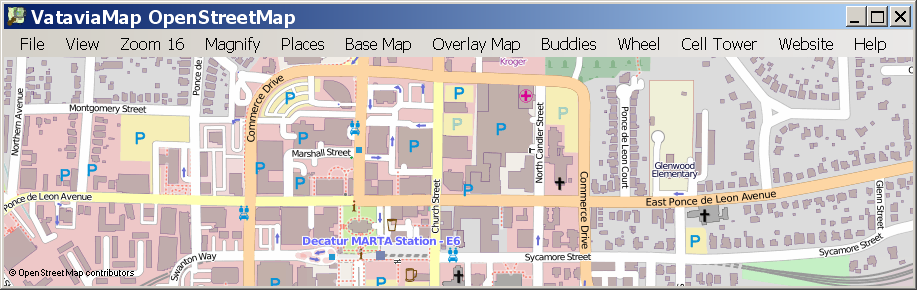 VataviaMap OpenStreetMap
File View Zoom 16 Magnify Places Base Map Overlay Map Buddies Wheel Cell Tower Website Help
Kroger
Ponce de
Northern Avenue
Montgomery Street
Commerce Drive
P
P
P
P
P
P
P
P
Marshall Street
P
P
P
P
P
North Candler Street
Ponce de Leon Court
Glenwood
Elementary
Ponce de Leon Avenue
Church Street
Commerce Drive
East Ponce de Leon Avenue
Glenn Street
Decatur MARTA Station - E6
P
Swanton Way
Sycamore Street
Sycamore Street
© OpenStreetMap contributors